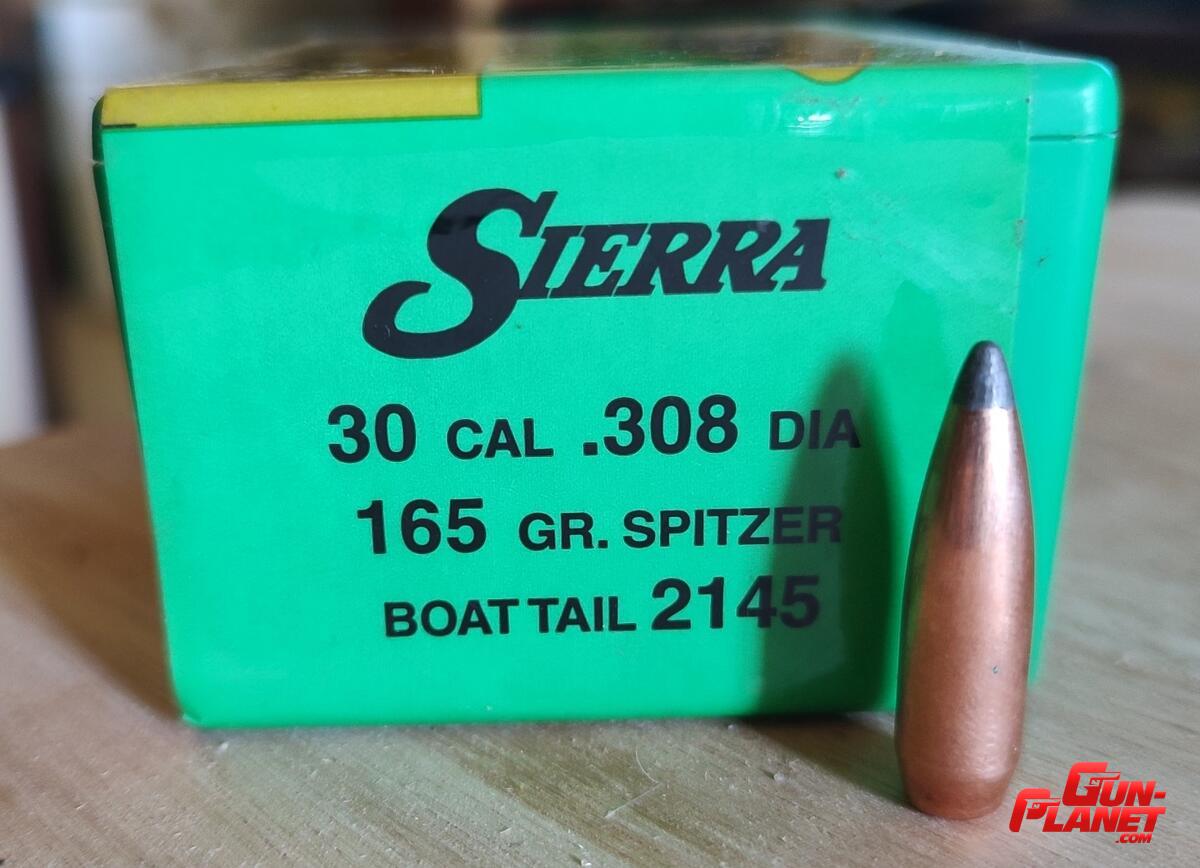 SIERRA
30 CAL .308 DIA
165 GR. SPITZER
BOAT TAIL 2145
GUN-
PLANET
.COM